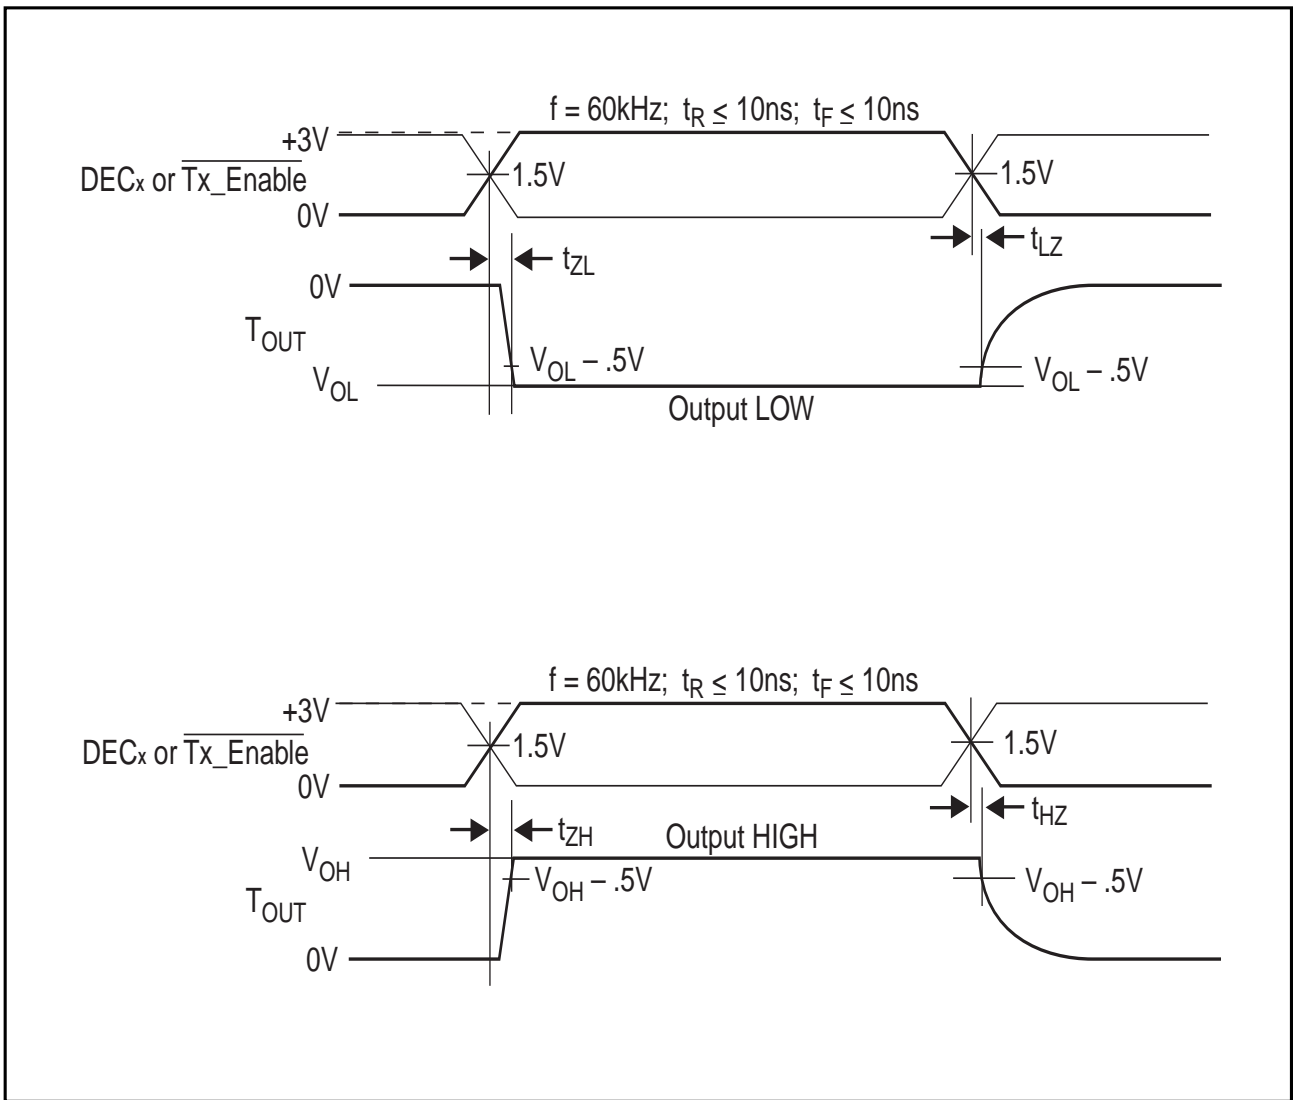 f = 60kHz; tR ≤ 10ns; tF ≤ 10ns
+3V
DECx or Tx_Enable
1.5V
1.5V
0V
tZL
tLZ
0V
TOUT
VOL – .5V
VOL – .5V
VOL
Output LOW
f = 60kHz; tR ≤ 10ns; tF ≤ 10ns
+3V
DECx or Tx_Enable
1.5V
1.5V
0V
tZH
tHZ
Output HIGH
VOH
VOH – .5V
VOH – .5V
TOUT
0V